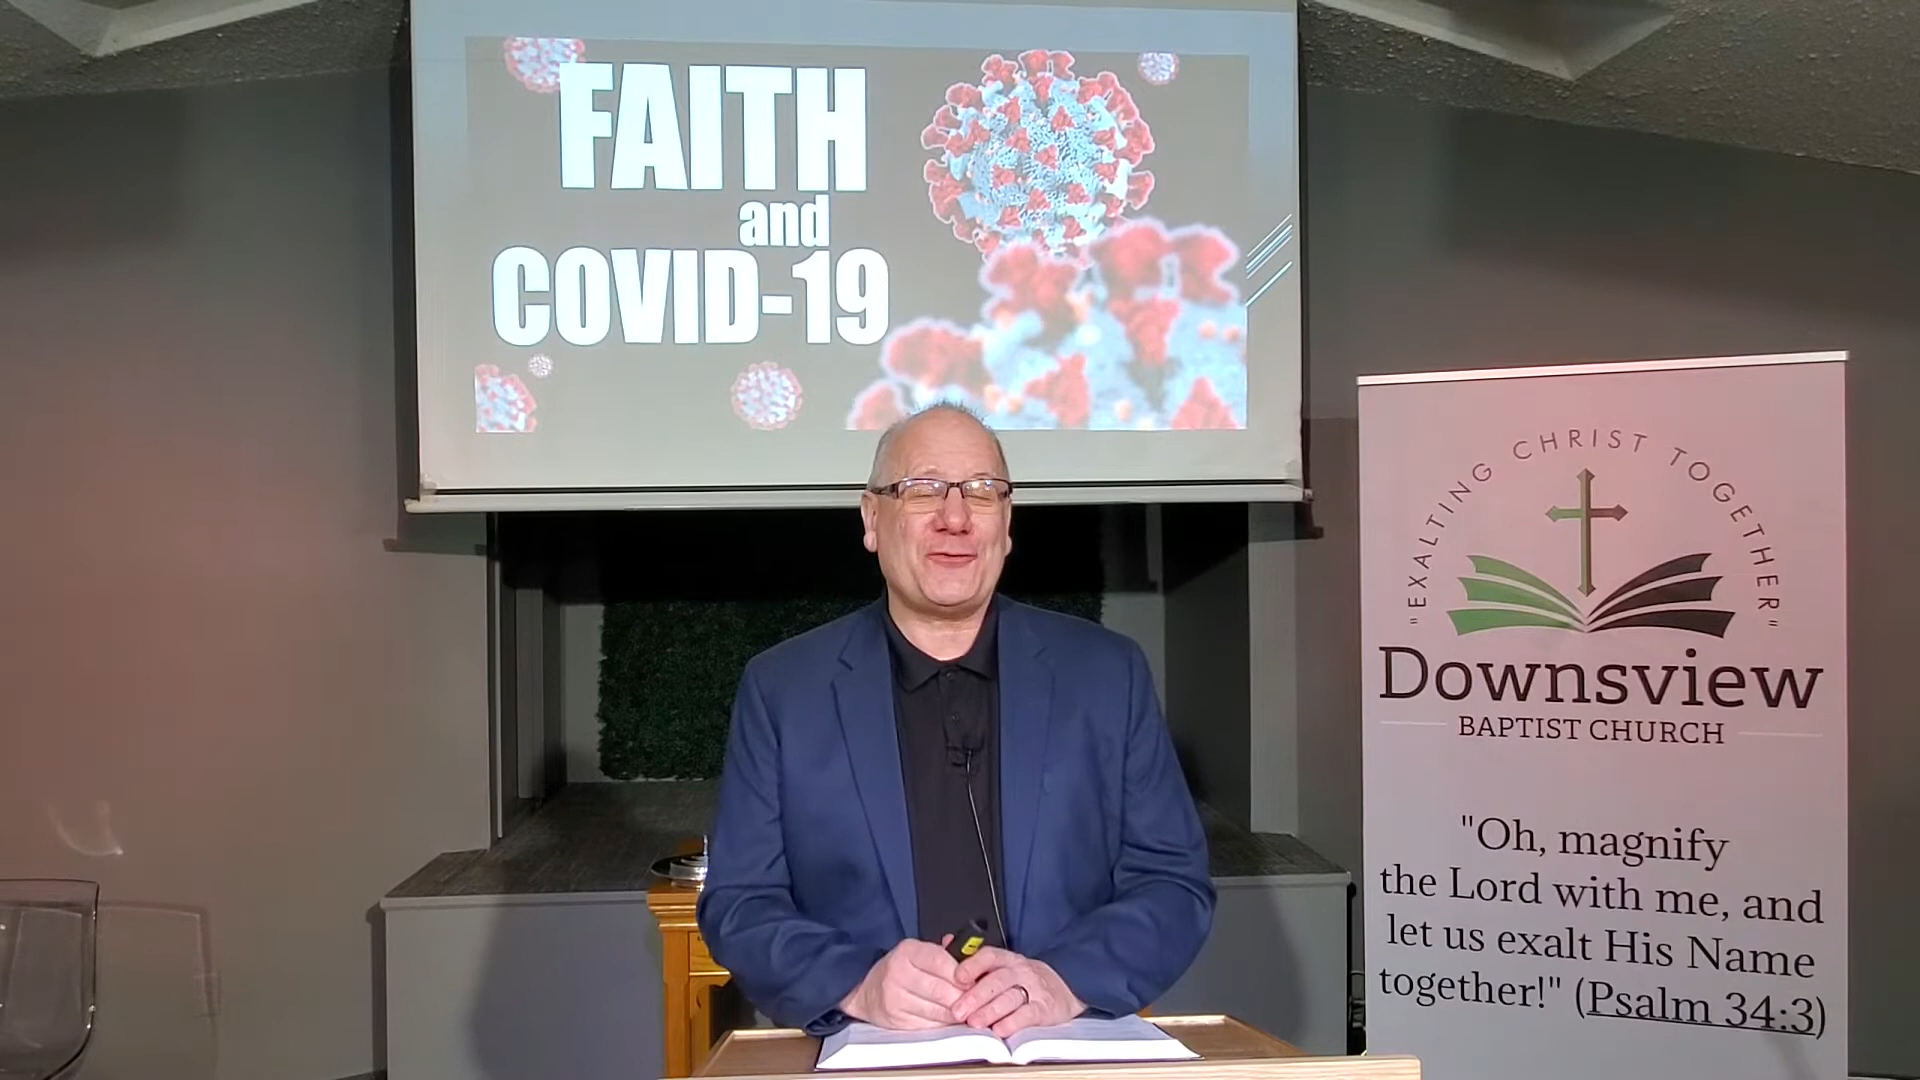 FAITH
and
COVID-19
"EXALTING CHRIST TOGETHER"
Downsview
BAPTIST CHURCH
"Oh, magnify
the Lord with me, and
let us exalt His Name
together!" (Psalm 34:3)